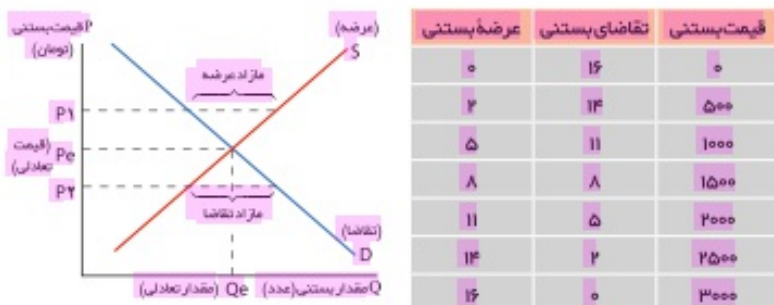 قیمت بستنی تقاضای بستنی عرضهٔ بستنی
۰ ۱۶ ۰
۵۰۰ ۱۴ ۲
۱۰۰۰ ۱۱ ۵
۱۵۰۰ ۸ ۸
۲۰۰۰ ۵ ۱۱
۲۵۰۰ ۲ ۱۴
۳۰۰۰ ۰ ۱۶
P قیمت بستنی
(تومان)
(عرضه)
S
مازاد عرضه
P۱
Pe (قیمت
تعادلی)
P۲
مازاد تقاضا
(تقاضا)
D
Q مقدار بستنی (عدد)
Qe (مقدار تعادلی)